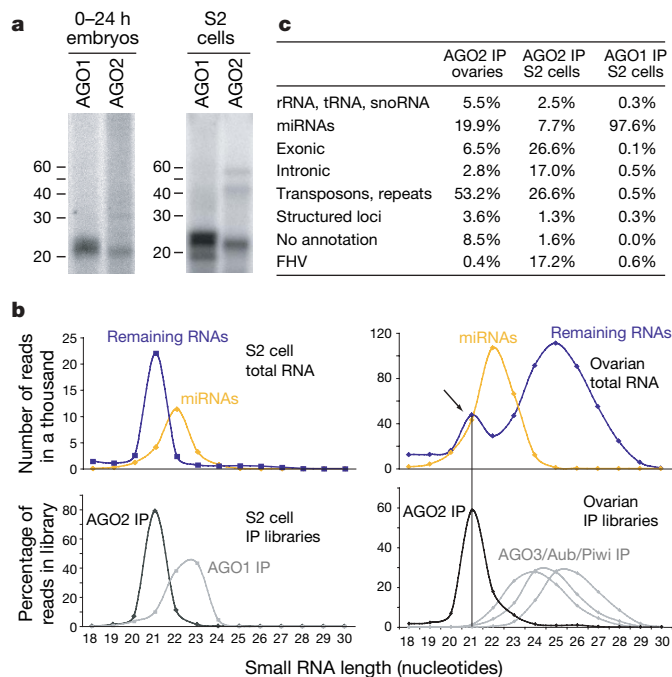 a
0–24 h
embryos
AGO1
AGO2
60
40
30
20
S2
cells
AGO1
AGO2
60
40
30
20
c
AGO2 IP ovaries
AGO2 IP S2 cells
AGO1 IP S2 cells
rRNA, tRNA, snoRNA 5.5% 2.5% 0.3%
miRNAs 19.9% 7.7% 97.6%
Exonic 6.5% 26.6% 0.1%
Intronic 2.8% 17.0% 0.5%
Transposons, repeats 53.2% 26.6% 0.5%
Structured loci 3.6% 1.3% 0.3%
No annotation 8.5% 1.6% 0.0%
FHV 0.4% 17.2% 0.6%
b
Number of reads
in a thousand
25
20
15
10
5
0
Remaining RNAs
S2 cell
total RNA
miRNAs
120
80
40
0
miRNAs
Remaining RNAs
Ovarian
total RNA
Percentage of
reads in library
80
60
40
20
0
AGO2 IP
S2 cell
IP libraries
AGO1 IP
18 19 20 21 22 23 24 25 26 27 28 29 30
60
40
20
0
AGO2 IP
Ovarian
IP libraries
AGO3/Aub/Piwi IP
18 19 20 21 22 23 24 25 26 27 28 29 30
Small RNA length (nucleotides)